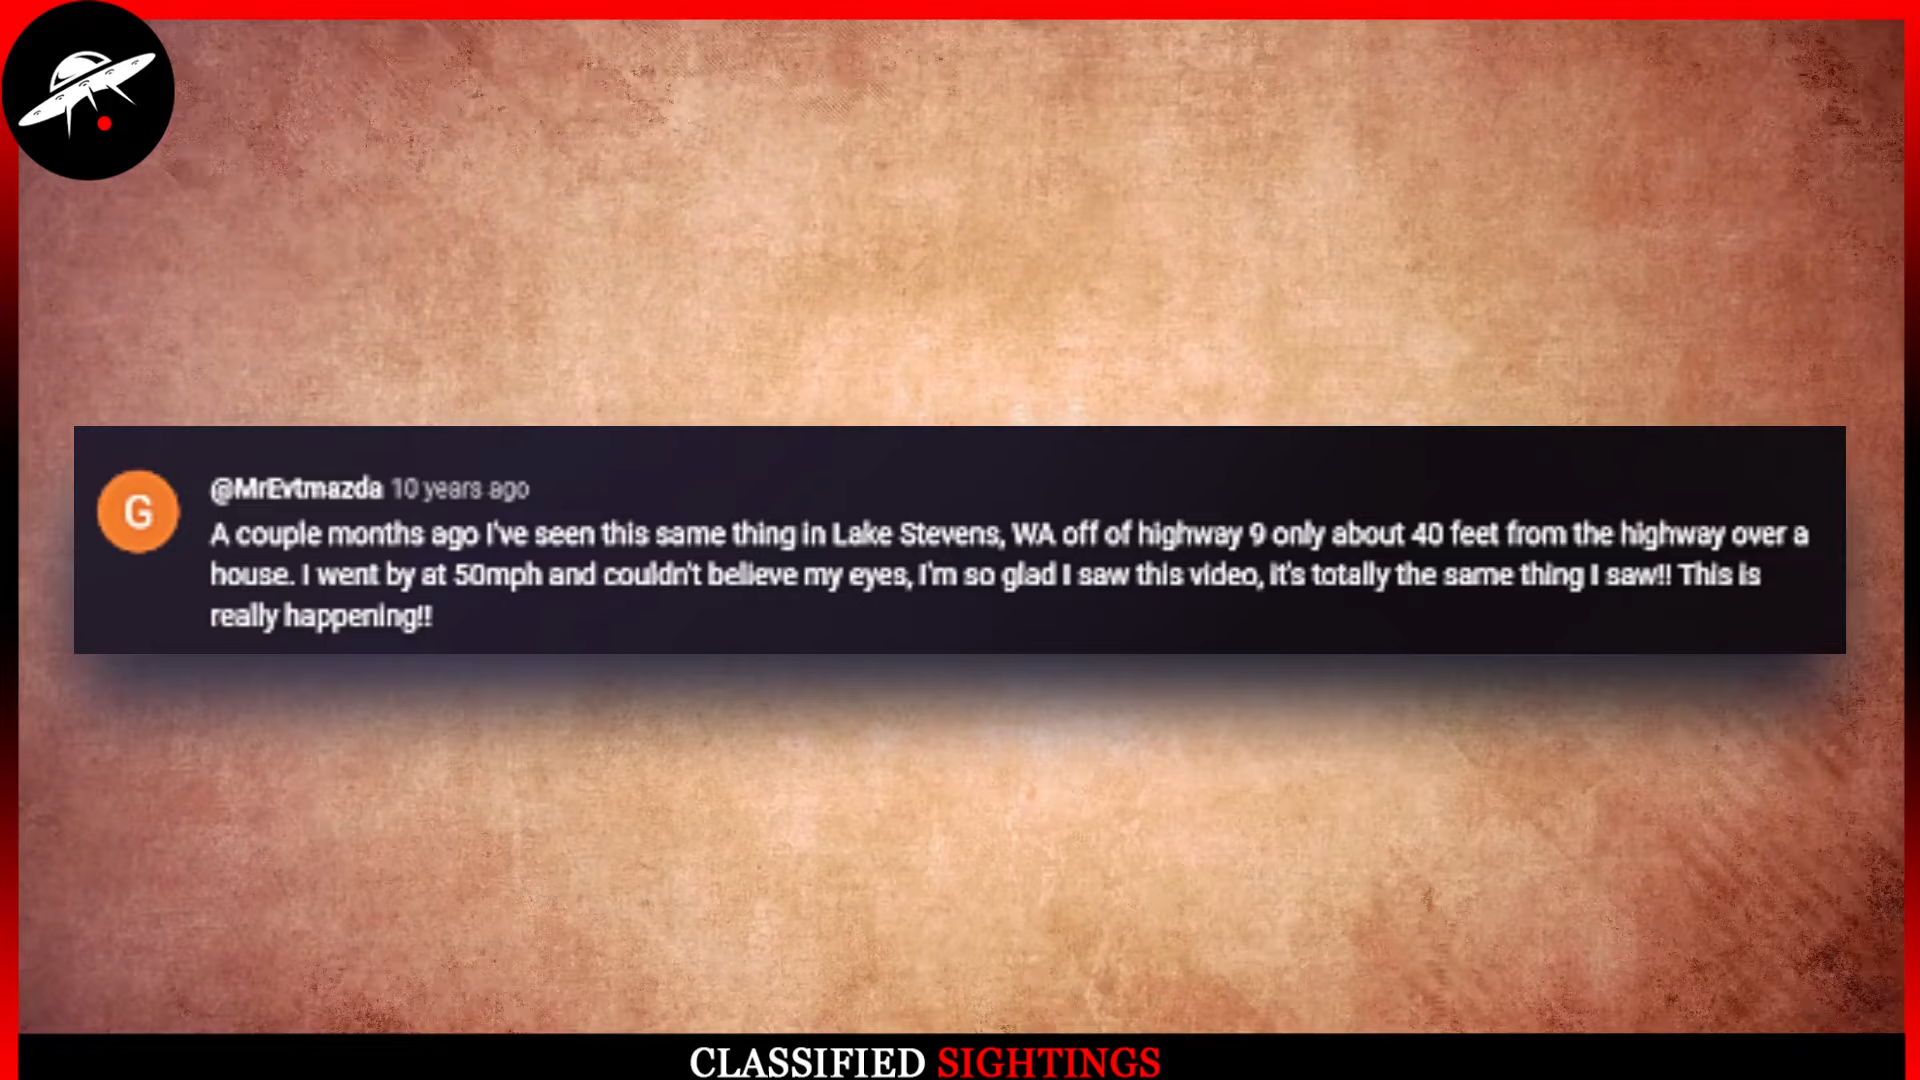 G
@MrEvtmazda 10 years ago
A couple months ago I've seen this same thing in Lake Stevens, WA off of highway 9 only about 40 feet from the highway over a
house. I went by at 50mph and couldn't believe my eyes, I'm so glad I saw this video, it's totally the same thing I saw!! This is
really happening!!
CLASSIFIED SIGHTINGS